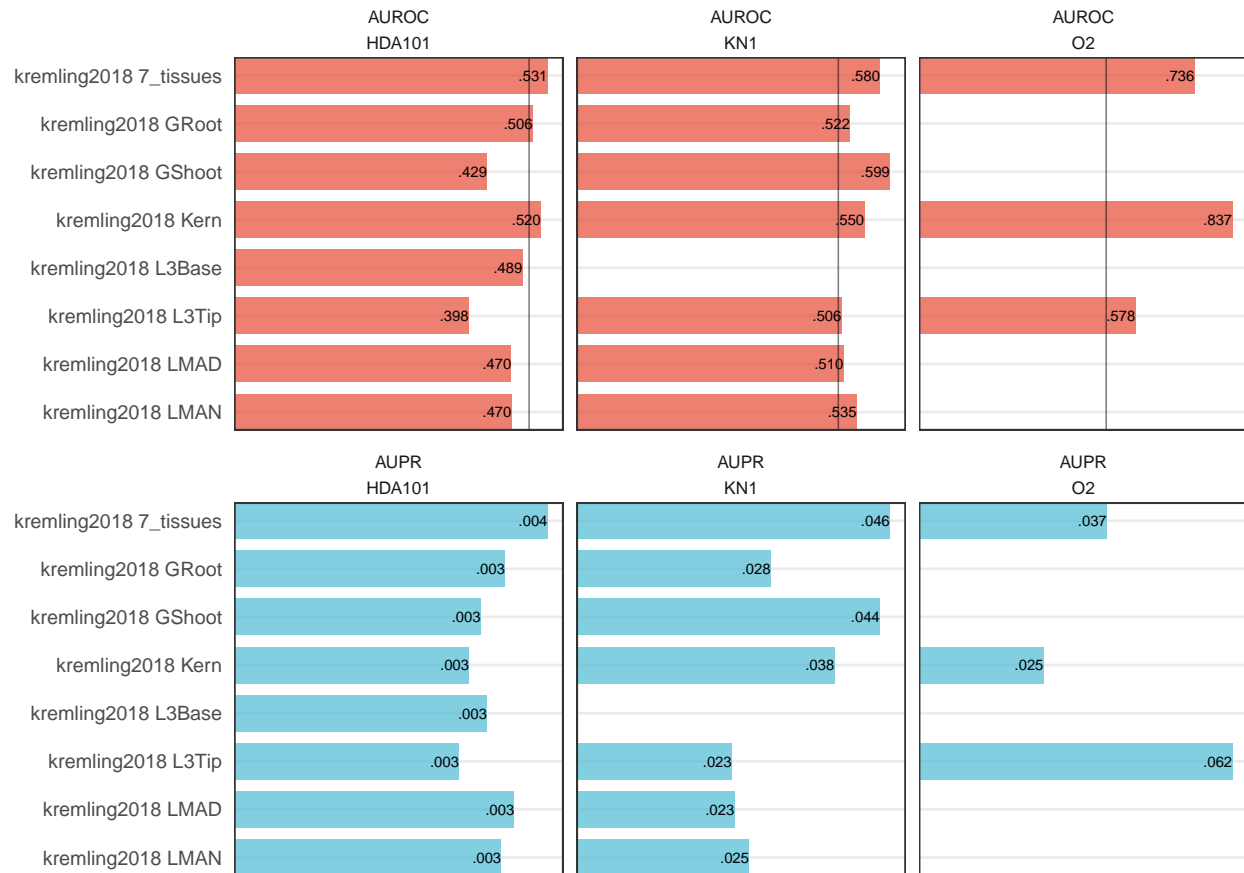 AUROC AUROC AUROC
HDA101 KN1 O2
kremling2018 7_tissues .531 .580 .736
kremling2018 GRoot .506 .522
kremling2018 GShoot .429 .599
kremling2018 Kern .520 .550 .837
kremling2018 L3Base .489
kremling2018 L3Tip .398 .506 .578
kremling2018 LMAD .470 .510
kremling2018 LMAN .470 .535
AUPR AUPR AUPR
HDA101 KN1 O2
kremling2018 7_tissues .004 .046 .037
kremling2018 GRoot .003 .028
kremling2018 GShoot .003 .044
kremling2018 Kern .003 .038 .025
kremling2018 L3Base .003
kremling2018 L3Tip .003 .023 .062
kremling2018 LMAD .003 .023
kremling2018 LMAN .003 .025